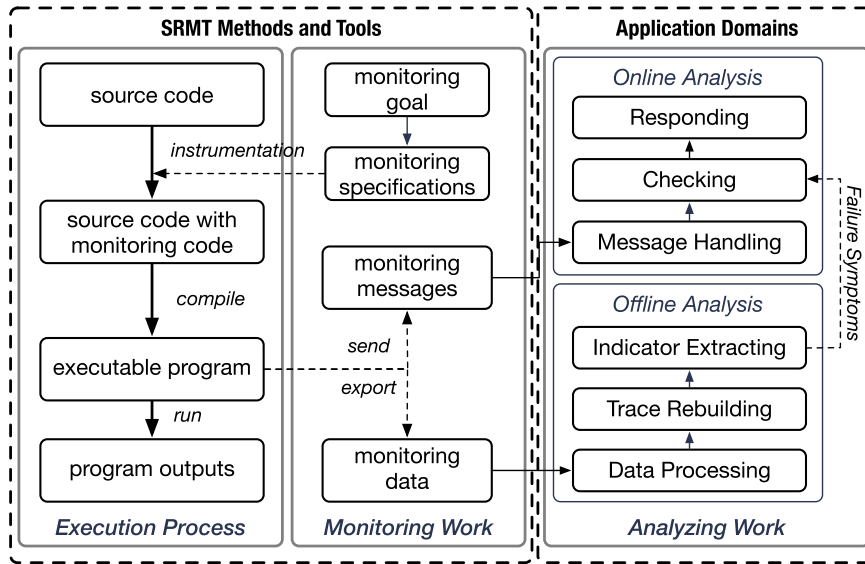 SRMT Methods and Tools
source code
instrumentation
source code with
monitoring code
compile
executable program
run
program outputs
Execution Process
monitoring
goal
monitoring
specifications
monitoring
messages
send
export
monitoring
data
Monitoring Work
Application Domains
Online Analysis
Responding
Checking
Message Handling
Failure Symptoms
Offline Analysis
Indicator Extracting
Trace Rebuilding
Data Processing
Analyzing Work